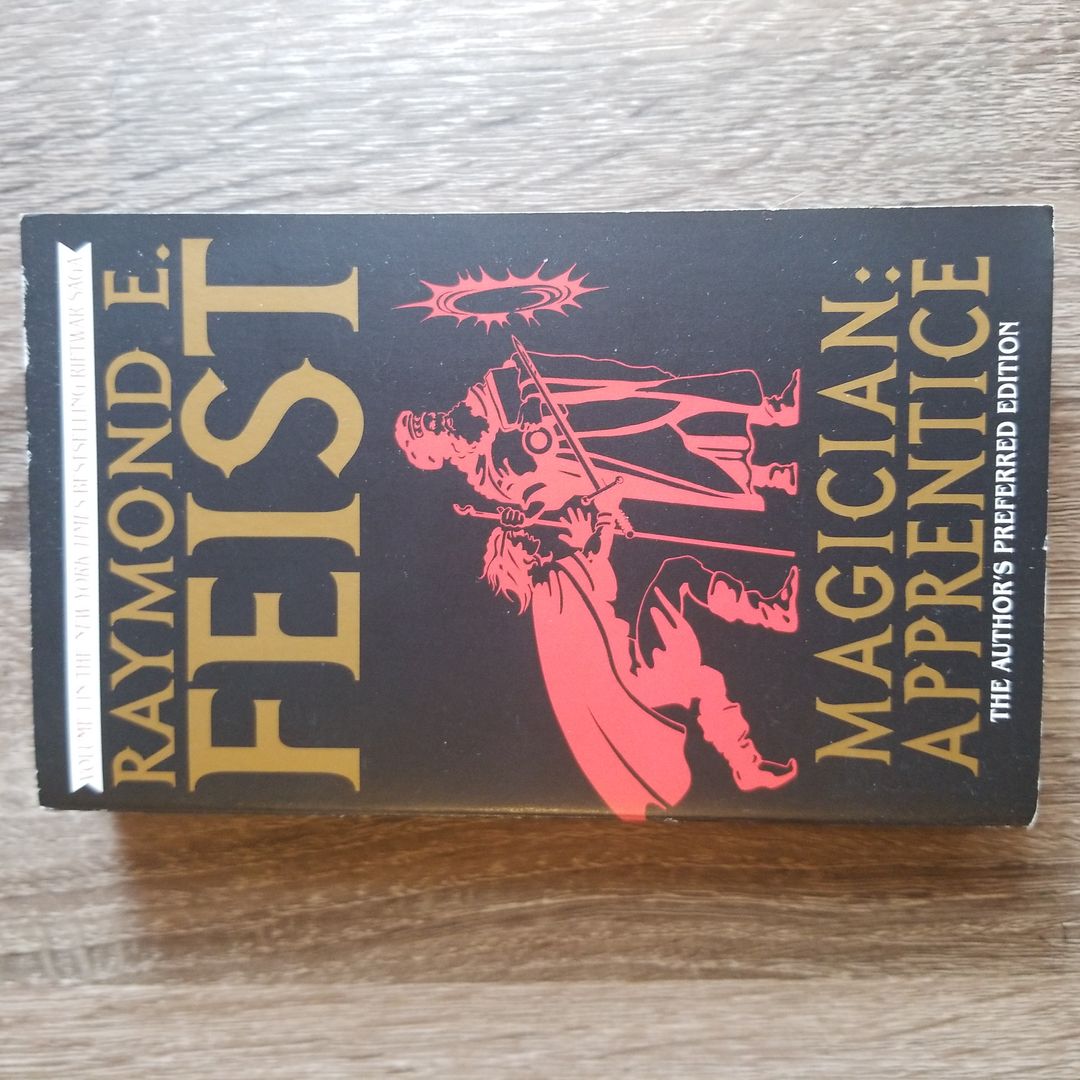 VOLUME I IN THE NEW YORK TIMES BESTSELLING RIFTWAR SAGA
RAYMOND E.
FEIST
MAGICIAN:
APPRENTICE
THE AUTHOR'S PREFERRED EDITION